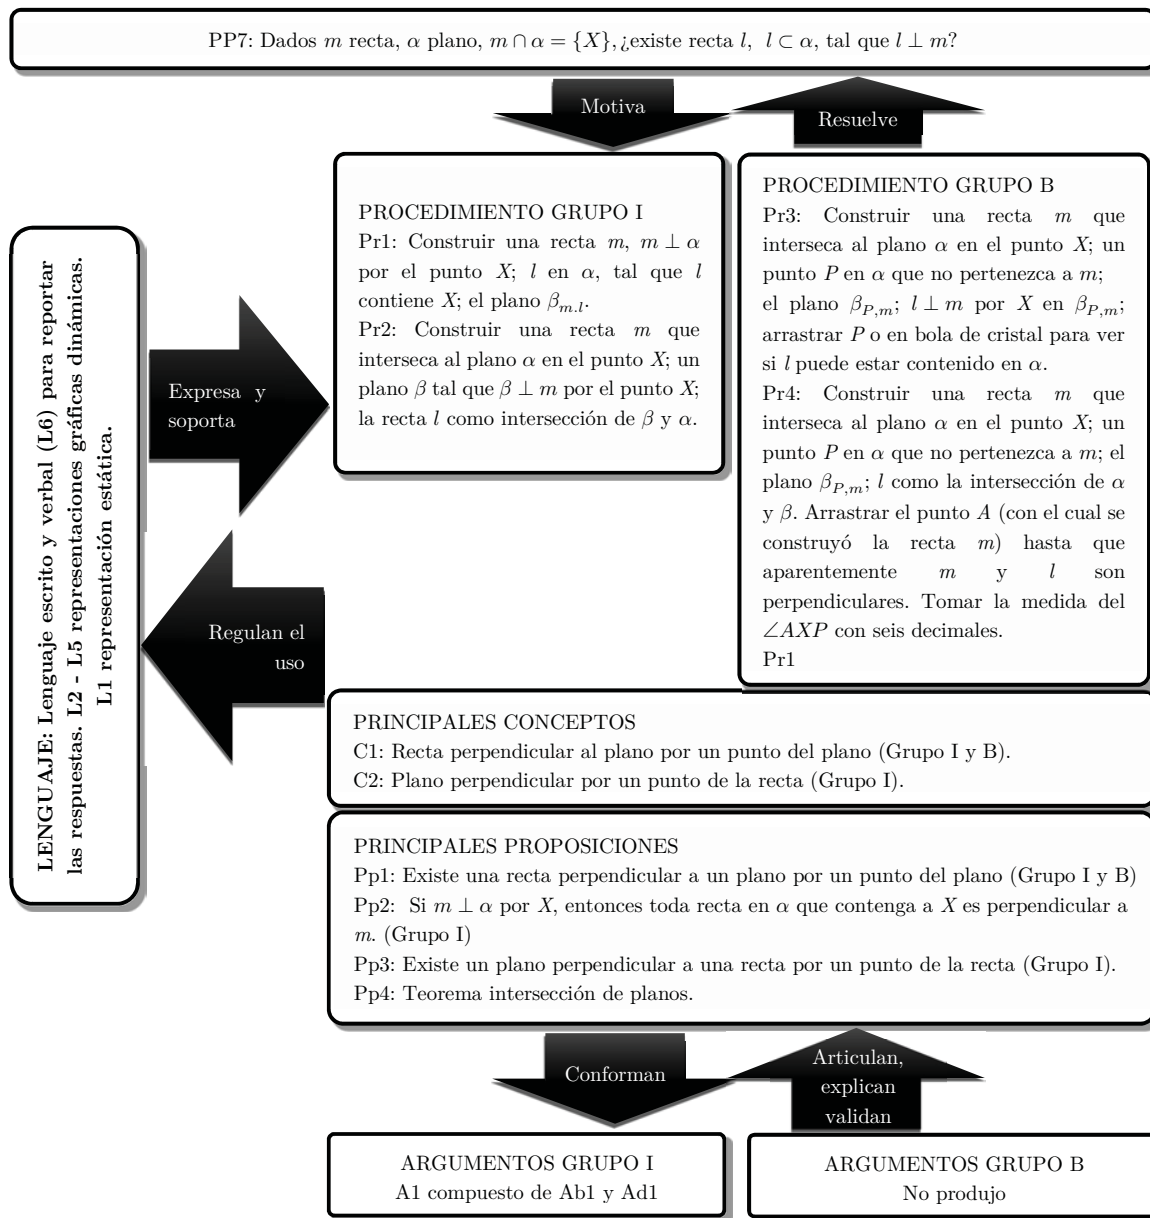 PP7: Dados m recta, α plano, m ∩ α = {X}, ¿existe recta l, l ⊂ α, tal que l ⊥ m?
Motiva
Resuelve
PROCEDIMIENTO GRUPO I
Pr1: Construir una recta m, m ⊥ α
por el punto X; l en α, tal que l
contiene X; el plano β_{m.l}.
Pr2: Construir una recta m que
interseca al plano α en el punto X; un
plano β tal que β ⊥ m por el punto X;
la recta l como intersección de β y α.
PROCEDIMIENTO GRUPO B
Pr3: Construir una recta m que
interseca al plano α en el punto X; un
punto P en α que no pertenezca a m;
el plano β_{P,m}; l ⊥ m por X en β_{P,m};
arrastrar P o en bola de cristal para ver
si l puede estar contenido en α.
Pr4: Construir una recta m que
interseca al plano α en el punto X; un
punto P en α que no pertenezca a m; el
plano β_{P,m}; l como la intersección de α
y β. Arrastrar el punto A (con el cual se
construyó la recta m) hasta que
aparentemente m y l son
perpendiculares. Tomar la medida del
∠AXP con seis decimales.
Pr1
LENGUAJE: Lenguaje escrito y verbal (L6) para reportar
las respuestas. L2 - L5 representaciones gráficas dinámicas.
L1 representación estática.
Expresa y
soporta
Regulan el
uso
PRINCIPALES CONCEPTOS
C1: Recta perpendicular al plano por un punto del plano (Grupo I y B).
C2: Plano perpendicular por un punto de la recta (Grupo I).
PRINCIPALES PROPOSICIONES
Pp1: Existe una recta perpendicular a un plano por un punto del plano (Grupo I y B)
Pp2: Si m ⊥ α por X, entonces toda recta en α que contenga a X es perpendicular a
m. (Grupo I)
Pp3: Existe un plano perpendicular a una recta por un punto de la recta (Grupo I).
Pp4: Teorema intersección de planos.
Conforman
Articulan,
explican
validan
ARGUMENTOS GRUPO I
A1 compuesto de Ab1 y Ad1
ARGUMENTOS GRUPO B
No produjo